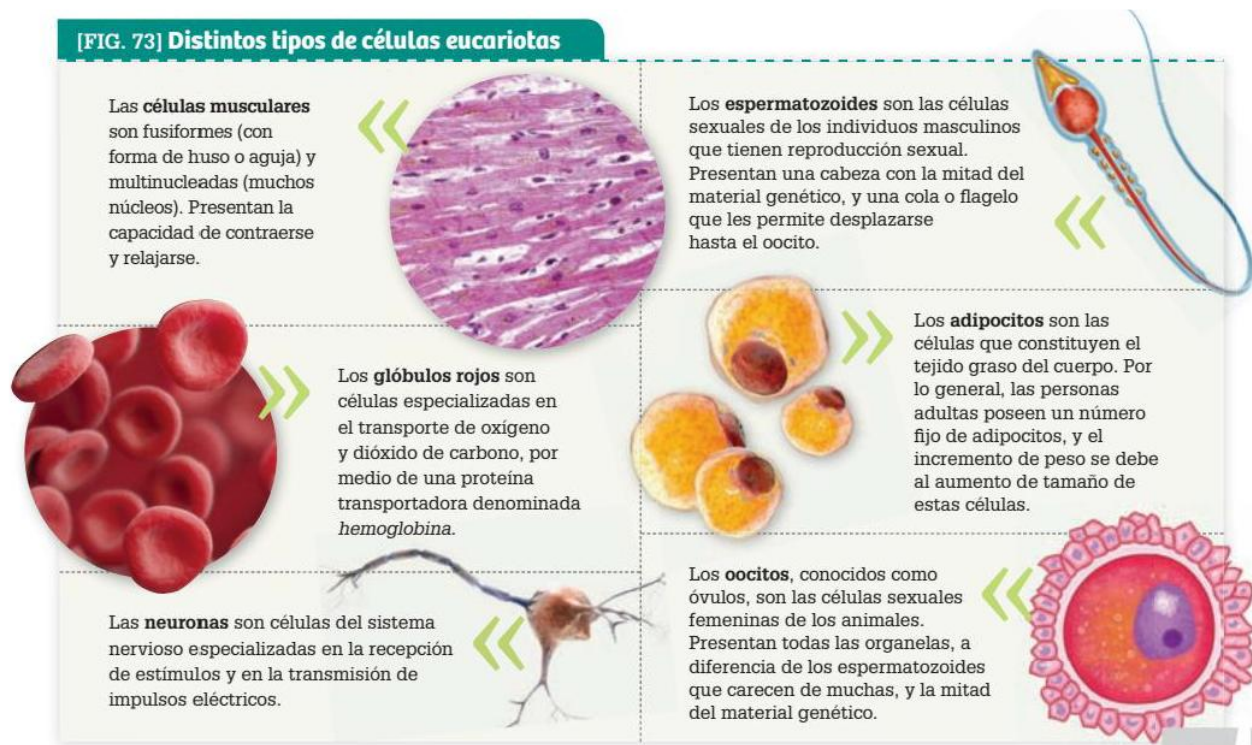 [FIG. 73] Distintos tipos de células eucariotas
Las células musculares
son fusiformes (con
forma de huso o aguja) y
multinucleadas (muchos
núcleos). Presentan la
capacidad de contraerse
y relajarse.
Los espermatozoides son las células
sexuales de los individuos masculinos
que tienen reproducción sexual.
Presentan una cabeza con la mitad del
material genético, y una cola o flagelo
que les permite desplazarse
hasta el oocito.
Los glóbulos rojos son
células especializadas en
el transporte de oxígeno
y dióxido de carbono, por
medio de una proteína
transportadora denominada
hemoglobina.
Los adipocitos son las
células que constituyen el
tejido graso del cuerpo. Por
lo general, las personas
adultas poseen un número
fijo de adipocitos, y el
incremento de peso se debe
al aumento de tamaño de
estas células.
Las neuronas son células del sistema
nervioso especializadas en la recepción
de estímulos y en la transmisión de
impulsos eléctricos.
Los oocitos, conocidos como
óvulos, son las células sexuales
femeninas de los animales.
Presentan todas las organelas, a
diferencia de los espermatozoides
que carecen de muchas, y la mitad
del material genético.